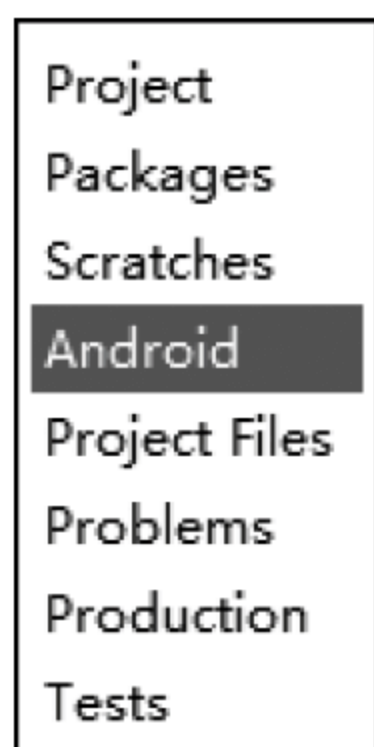 Project
Packages
Scratches
Android
Project Files
Problems
Production
Tests